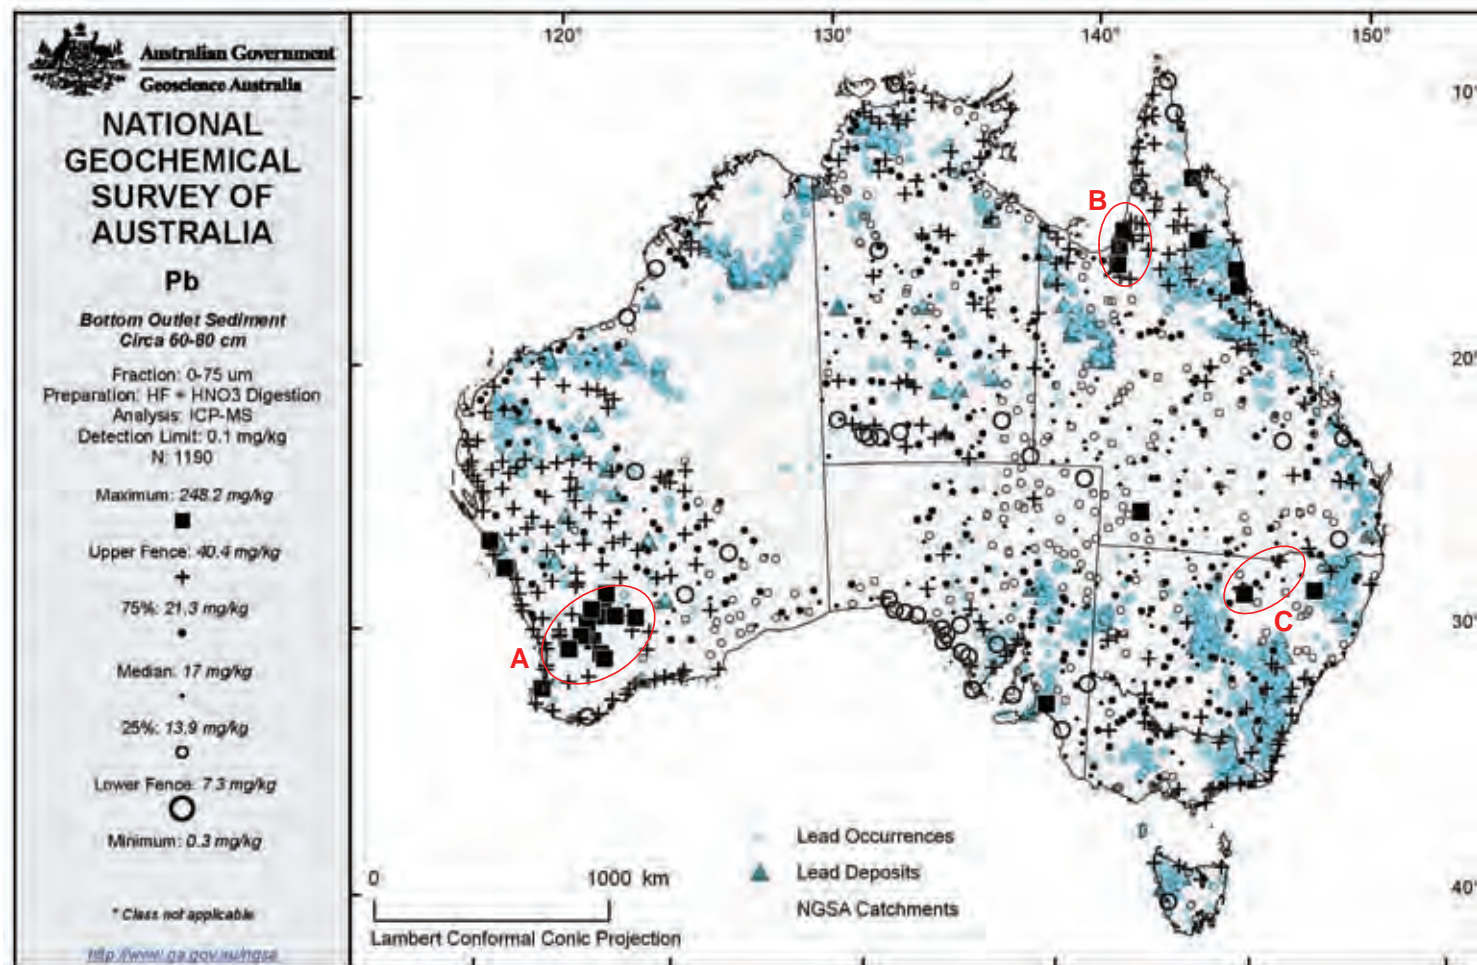 Australian Government
Geoscience Australia
NATIONAL
GEOCHEMICAL
SURVEY OF
AUSTRALIA
Pb
Bottom Outlet Sediment
Circa 60-80 cm
Fraction: 0-75 um
Preparation: HF + HNO3 Digestion
Analysis: ICP-MS
Detection Limit: 0.1 mg/kg
N: 1190
Maximum: 248.2 mg/kg
Upper Fence: 40.4 mg/kg
75%: 21.3 mg/kg
Median: 17 mg/kg
25%: 13.9 mg/kg
Lower Fence: 7.3 mg/kg
Minimum: 0.3 mg/kg
* Class not applicable
http://www.ga.gov.au/ngsa
120°
130°
140°
150°
10°
20°
30°
40°
A
B
C
Lead Occurrences
Lead Deposits
NGSA Catchments
0 1000 km
Lambert Conformal Conic Projection